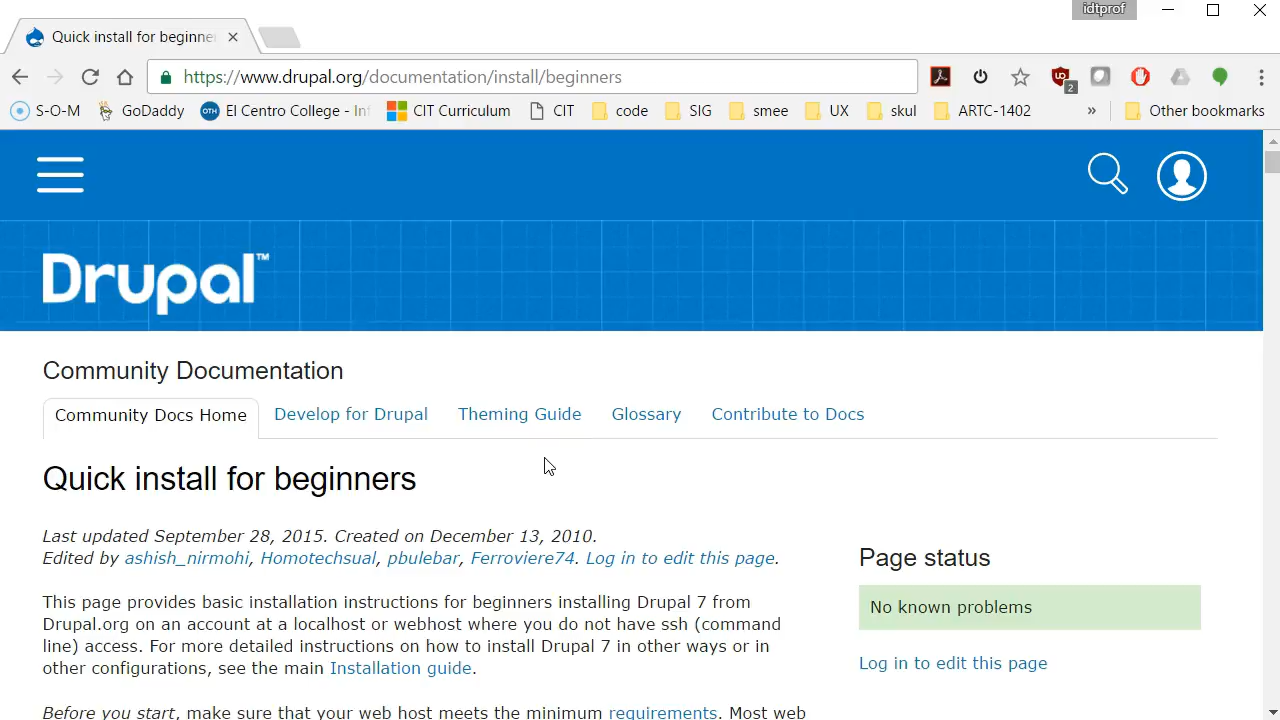 idtprof
Quick install for beginne
https://www.drupal.org/documentation/install/beginners
2
S-O-M GoDaddy El Centro College - Int CIT Curriculum CIT code SIG smee UX skul ARTC-1402 » Other bookmarks
Drupal™
Community Documentation
Community Docs Home Develop for Drupal Theming Guide Glossary Contribute to Docs
Quick install for beginners
Last updated September 28, 2015. Created on December 13, 2010.
Edited by ashish_nirmohi, Homotechsual, pbulebar, Ferroviere74. Log in to edit this page.
This page provides basic installation instructions for beginners installing Drupal 7 from
Drupal.org on an account at a localhost or webhost where you do not have ssh (command
line) access. For more detailed instructions on how to install Drupal 7 in other ways or in
other configurations, see the main Installation guide.
Before you start, make sure that your web host meets the minimum requirements. Most web
Page status
No known problems
Log in to edit this page